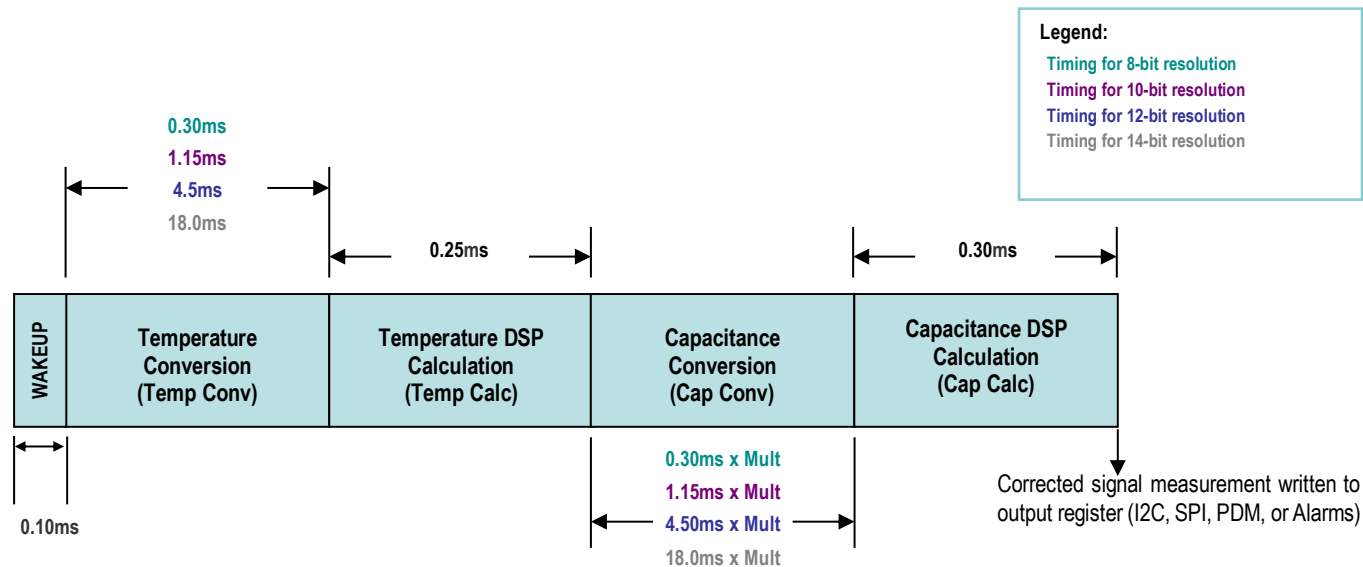 Legend:
Timing for 8-bit resolution
Timing for 10-bit resolution
Timing for 12-bit resolution
Timing for 14-bit resolution
0.30ms
1.15ms
4.5ms
18.0ms
0.25ms
0.30ms
WAKEUP
Temperature
Conversion
(Temp Conv)
Temperature DSP
Calculation
(Temp Calc)
Capacitance
Conversion
(Cap Conv)
Capacitance DSP
Calculation
(Cap Calc)
0.10ms
0.30ms x Mult
1.15ms x Mult
4.50ms x Mult
18.0ms x Mult
Corrected signal measurement written to
output register (I2C, SPI, PDM, or Alarms)